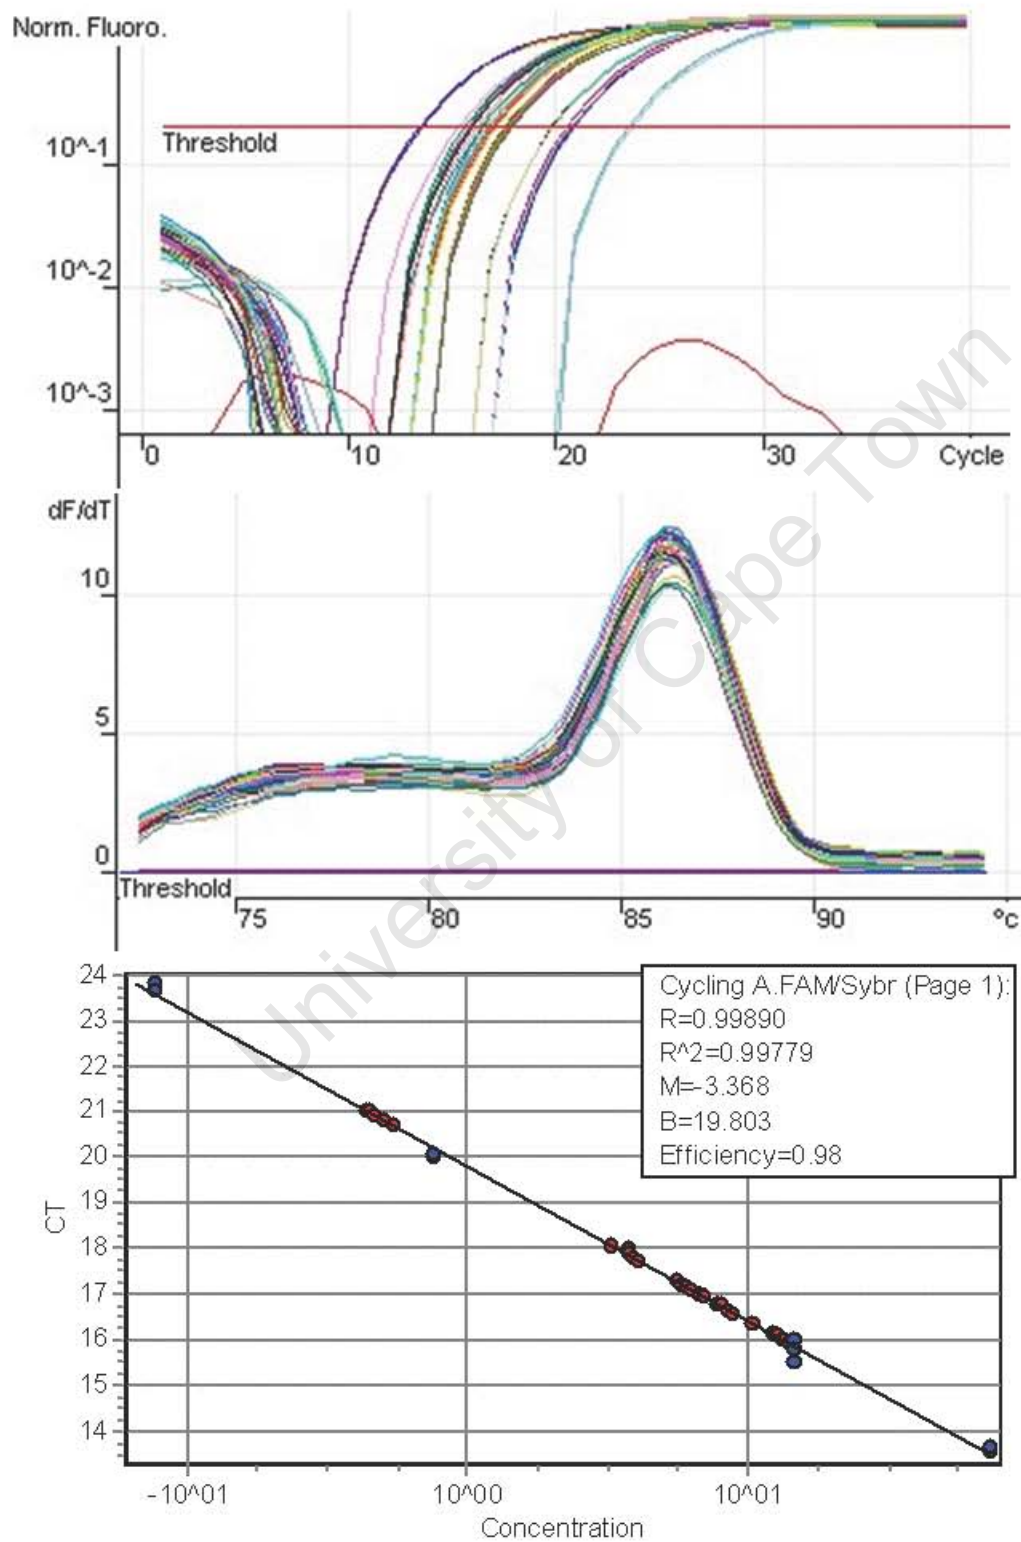 Norm. Fluoro.
Threshold
10^-1
10^-2
10^-3
0
10
20
30
Cycle
dF/dT
10
5
0
Threshold
75
80
85
90
ºc
24
23
22
21
20
19
18
17
16
15
14
CT
Cycling A.FAM/Sybr (Page 1):
R=0.99890
R^2=0.99779
M=-3.368
B=19.803
Efficiency=0.98
-10^01
10^00
10^01
Concentration
University of Cape Town